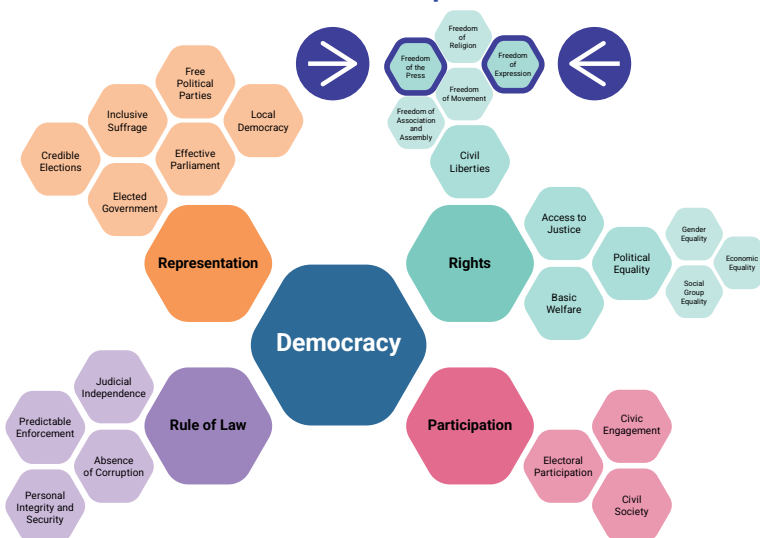 Freedom
of
Religion
Freedom
of the
Press
Freedom
of
Expression
Freedom
of Movement
Freedom of
Association
and
Assembly
Civil
Liberties
Free
Political
Parties
Inclusive
Suffrage
Local
Democracy
Credible
Elections
Effective
Parliament
Elected
Government
Representation
Rights
Access to
Justice
Political
Equality
Basic
Welfare
Gender
Equality
Economic
Equality
Social
Group
Equality
Democracy
Judicial
Independence
Predictable
Enforcement
Absence
of Corruption
Personal
Integrity and
Security
Rule of Law
Participation
Civic
Engagement
Electoral
Participation
Civil
Society